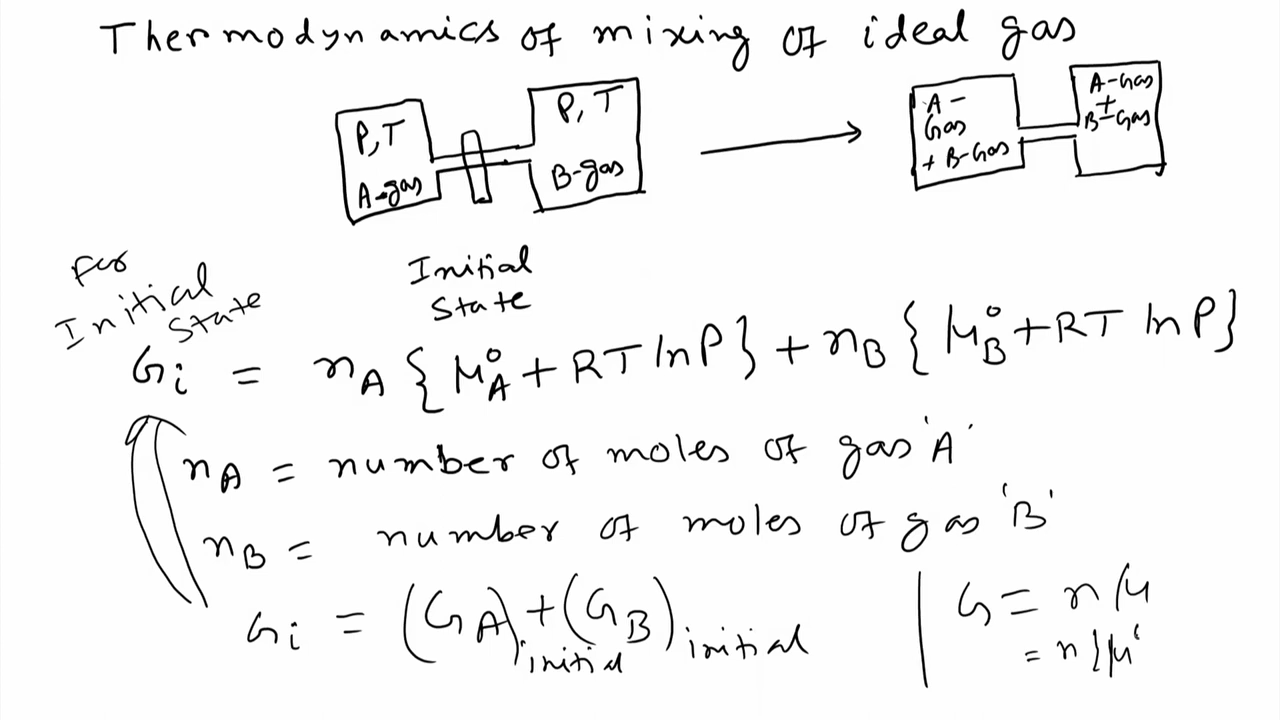 Thermodynamics of mixing of ideal gas
P, T
A-gas
P, T
B-gas
A-
Gas
+ B-Gas
A-Gas
+
B-Gas
Initial
State
For
Initial
State
Gi = nA {μ°A + RT ln P} + nB {μ°B + RT ln P}
nA = number of moles of gas 'A'
nB = number of moles of gas 'B'
Gi = (GA)initial + (GB)initial
G = nμ
= n{μ°